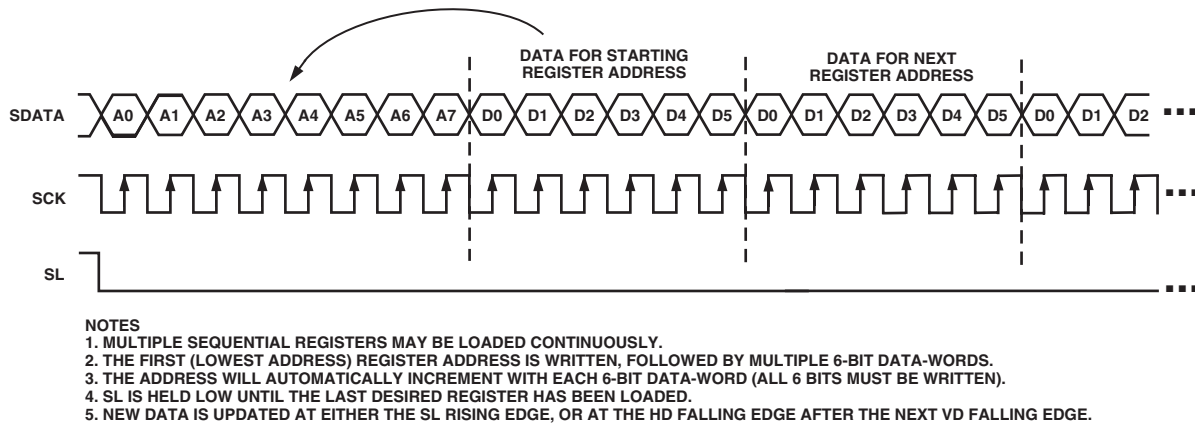 DATA FOR STARTING
REGISTER ADDRESS
DATA FOR NEXT
REGISTER ADDRESS
SDATA A0 A1 A2 A3 A4 A5 A6 A7 D0 D1 D2 D3 D4 D5 D0 D1 D2 D3 D4 D5 D0 D1 D2
SCK
SL
NOTES
1. MULTIPLE SEQUENTIAL REGISTERS MAY BE LOADED CONTINUOUSLY.
2. THE FIRST (LOWEST ADDRESS) REGISTER ADDRESS IS WRITTEN, FOLLOWED BY MULTIPLE 6-BIT DATA-WORDS.
3. THE ADDRESS WILL AUTOMATICALLY INCREMENT WITH EACH 6-BIT DATA-WORD (ALL 6 BITS MUST BE WRITTEN).
4. SL IS HELD LOW UNTIL THE LAST DESIRED REGISTER HAS BEEN LOADED.
5. NEW DATA IS UPDATED AT EITHER THE SL RISING EDGE, OR AT THE HD FALLING EDGE AFTER THE NEXT VD FALLING EDGE.